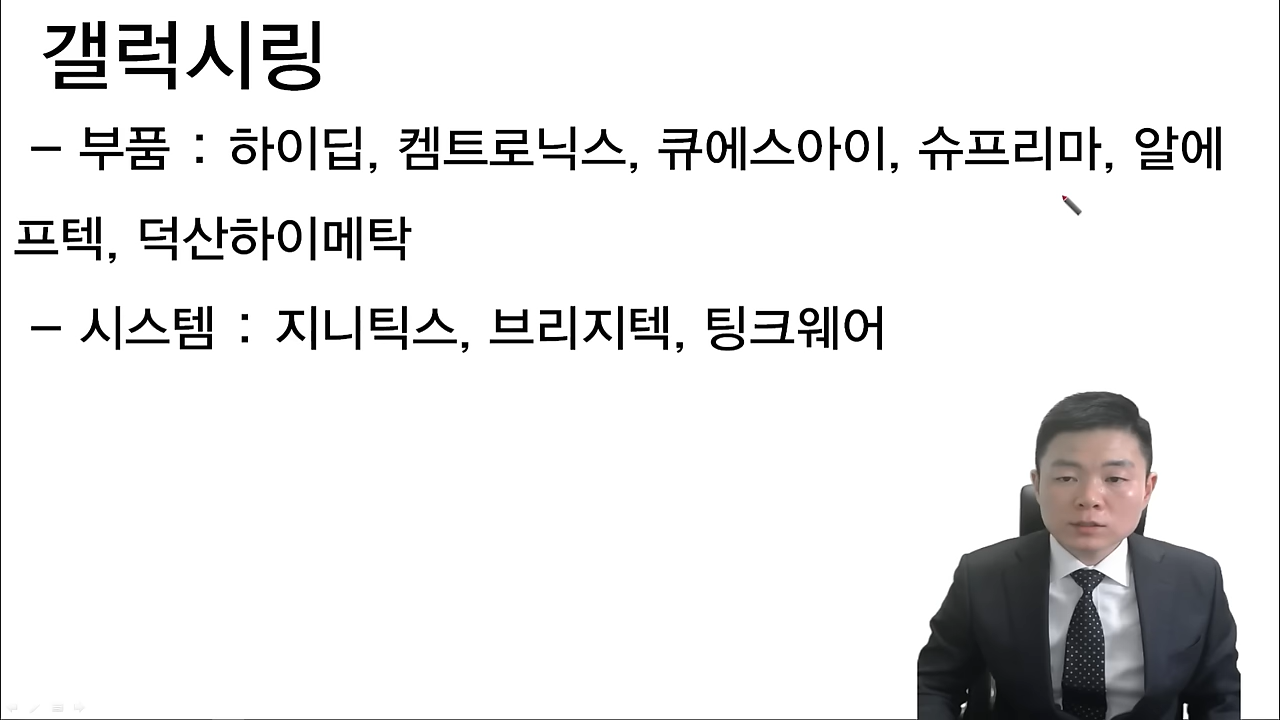 갤럭시링
– 부품 : 하이딥, 켐트로닉스, 큐에스아이, 슈프리마, 알에
프텍, 덕산하이메탁
– 시스템 : 지니틱스, 브리지텍, 팅크웨어